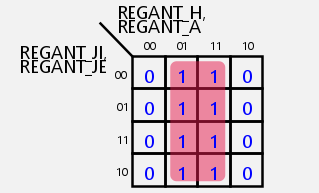 REGANT_H,
REGANT_A
REGANT_JI,
REGANT_JE
00 01 11 10
00 0 1 1 0
01 0 1 1 0
11 0 1 1 0
10 0 1 1 0